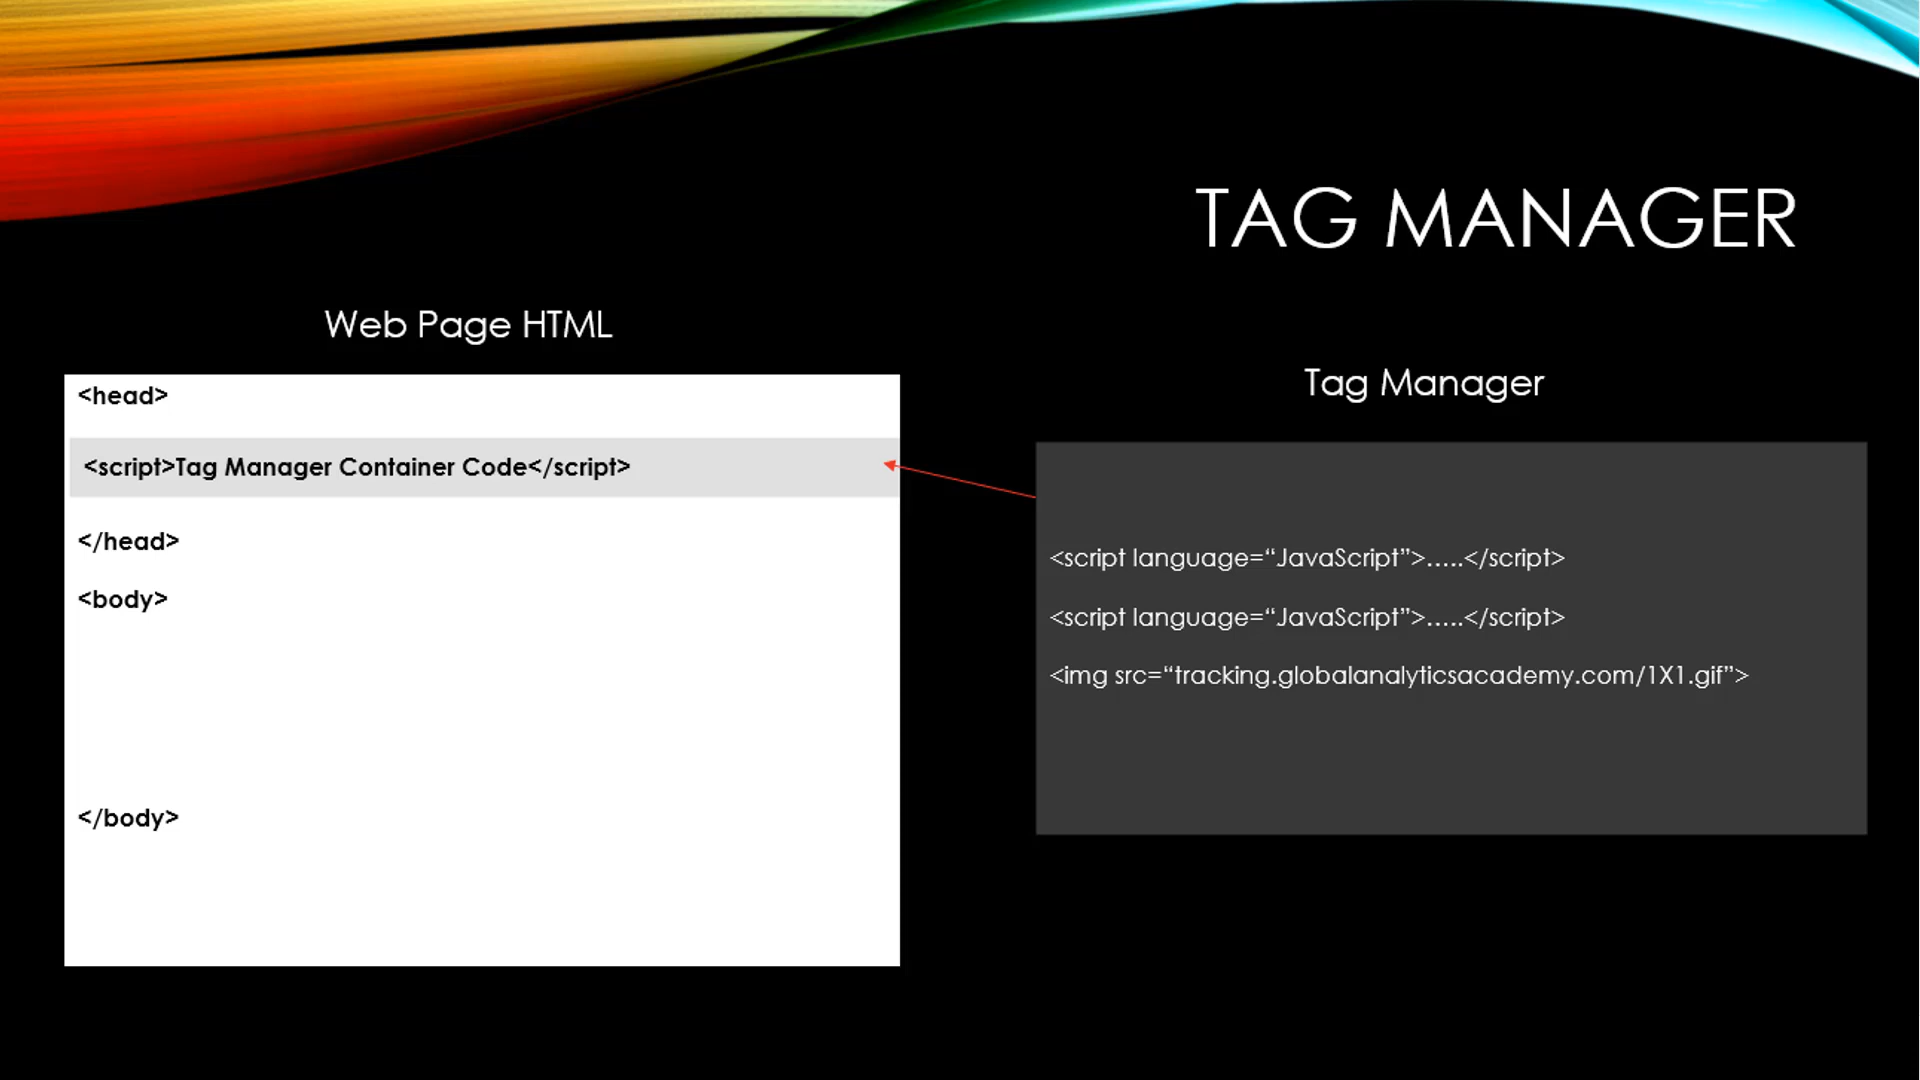 TAG MANAGER
Web Page HTML
<head>
<script>Tag Manager Container Code</script>
</head>
<body>
</body>
Tag Manager
<script language=“JavaScript”>…..</script>
<script language=“JavaScript”>…..</script>
<img src=“tracking.globalanalyticsacademy.com/1X1.gif”>